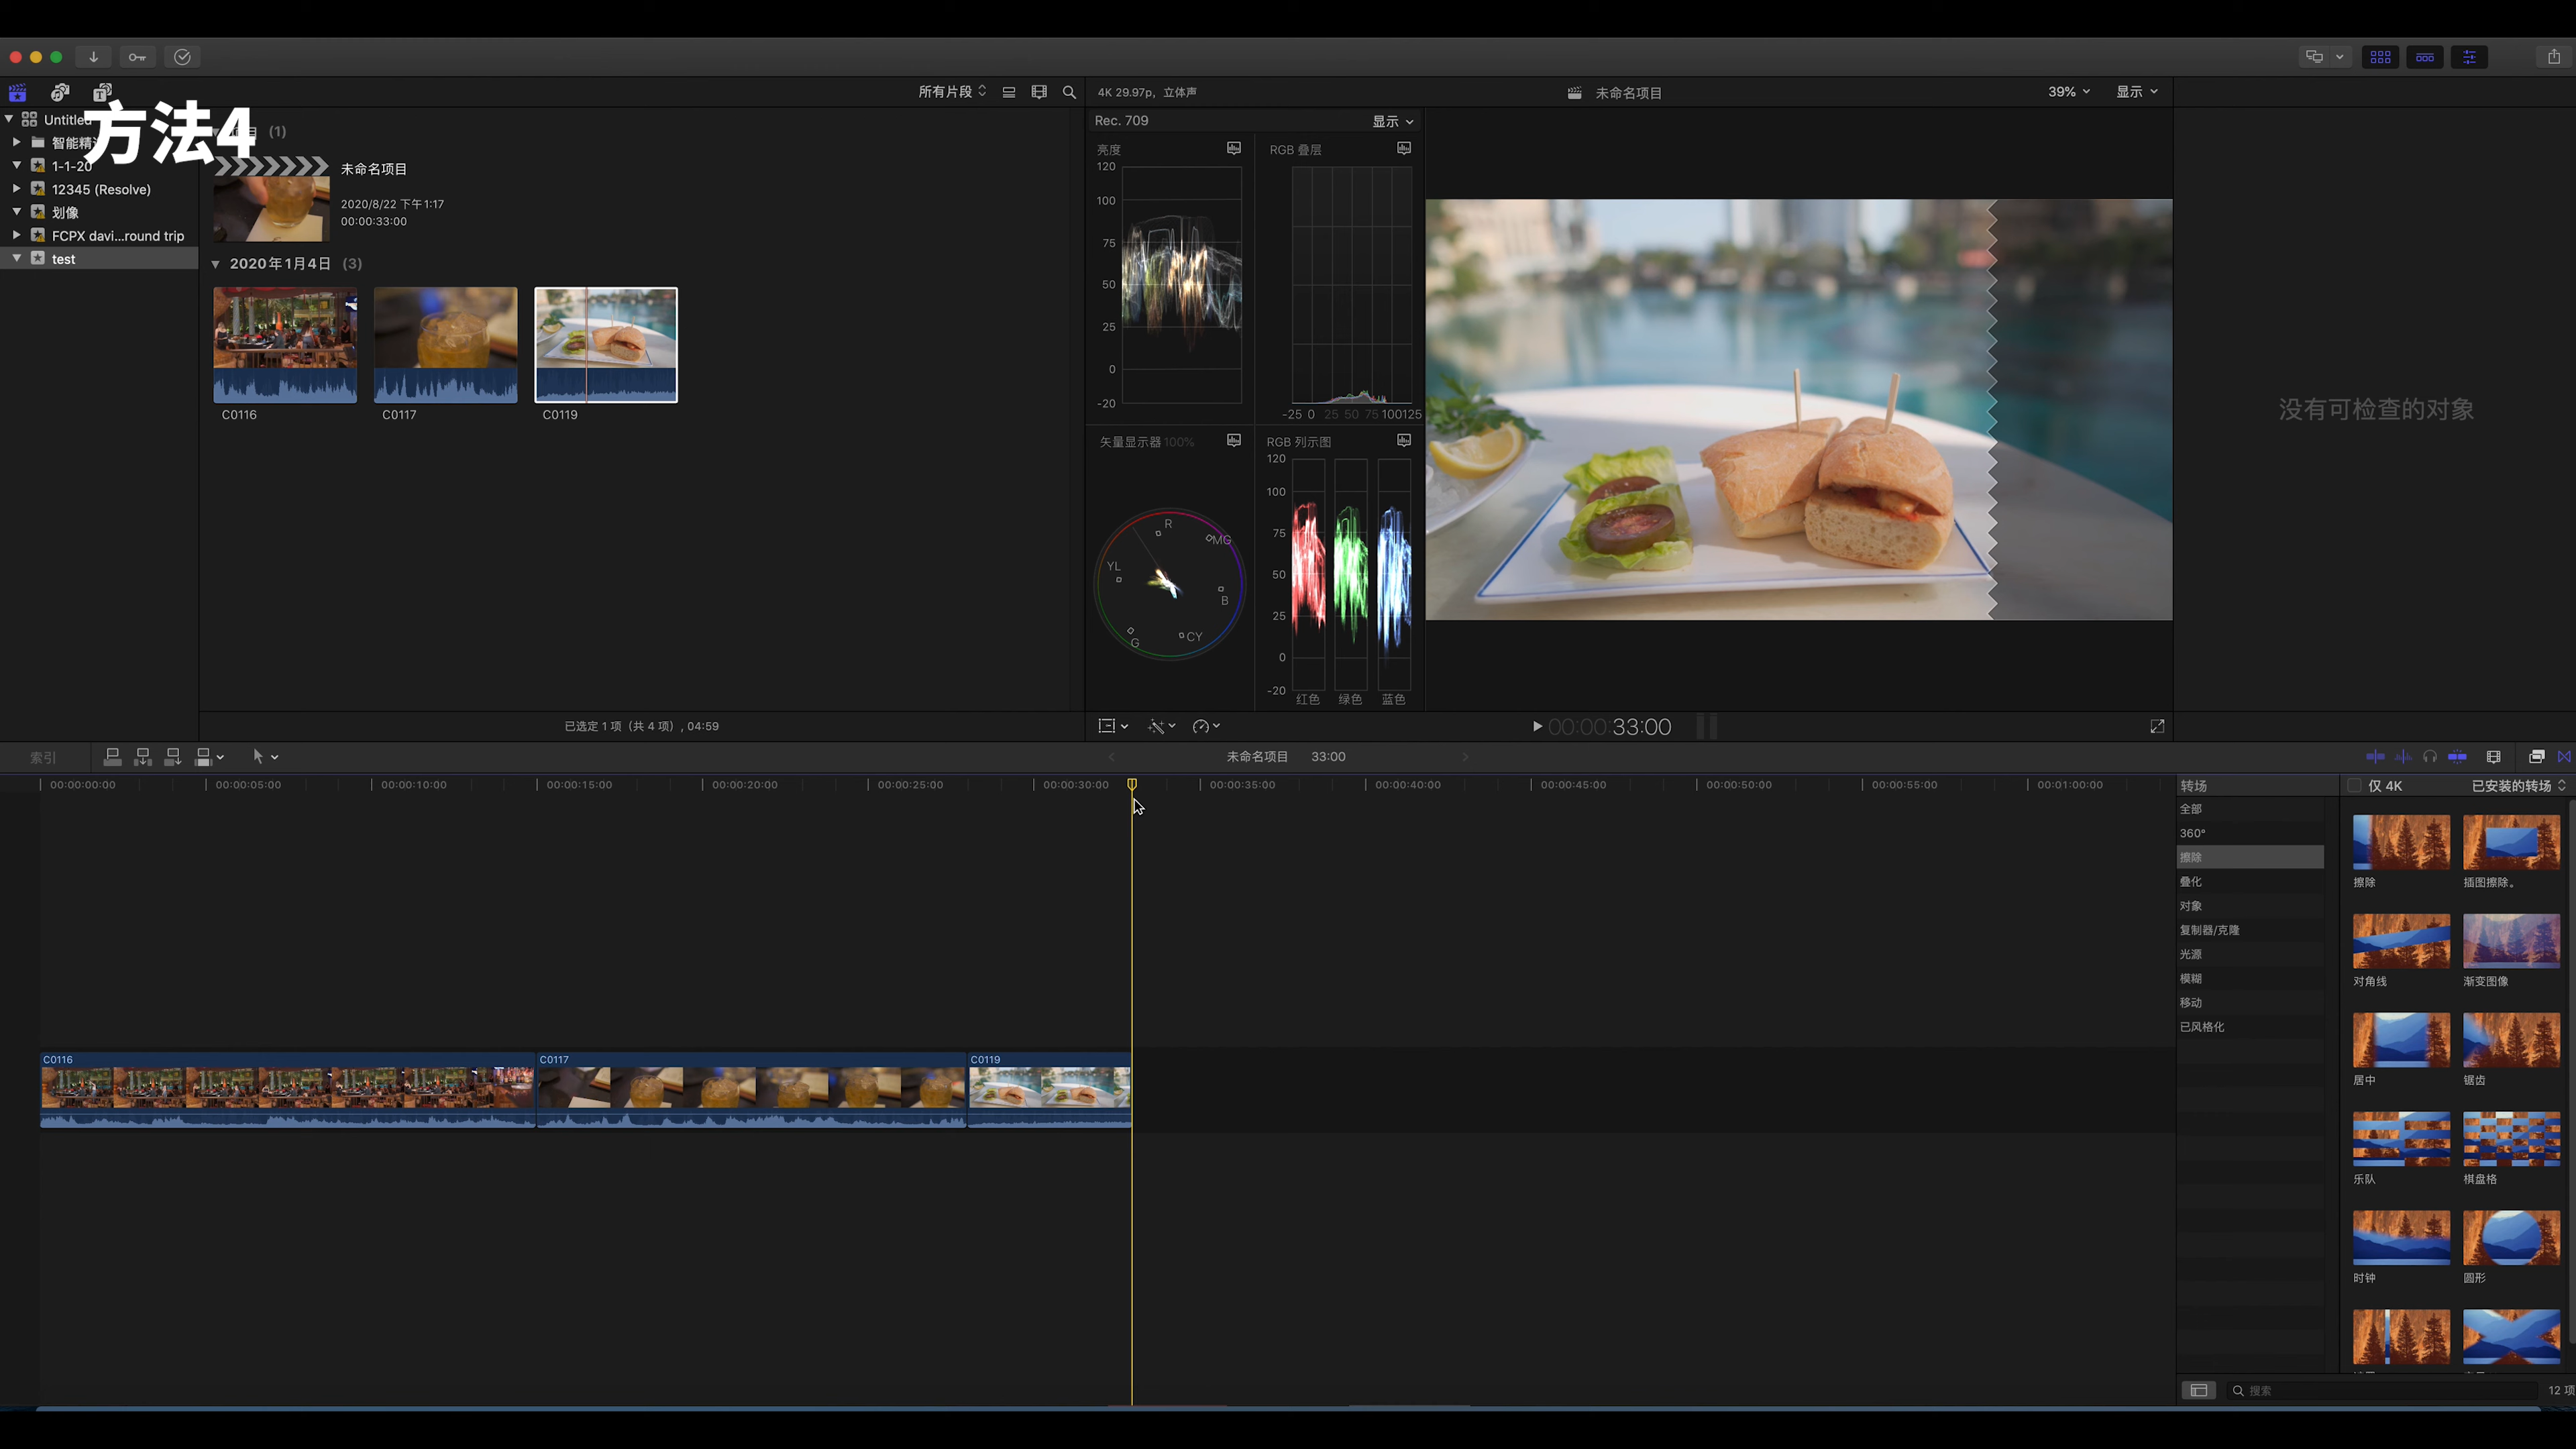 方法4
所有片段
4K 29.97p, 立体声
未命名项目
39%
显示
Untitled
1-1-20
12345 (Resolve)
划像
FCPX davi...round trip
test
(1)
未命名项目
2020/8/22 下午1:17
00:00:33:00
2020年1月4日 (3)
C0116
C0117
C0119
已选定 1 项 (共 4 项) , 04:59
Rec. 709
显示
亮度
120
100
75
50
25
0
-20
RGB 叠层
-25 0 25 50 75 100125
矢量显示器100%
R
MG
YL
B
G
CY
RGB 列示图
120
100
75
50
25
0
-20
红色
绿色
蓝色
00:00:00:33:00
没有可检查的对象
索引
未命名项目
33:00
00:00:00:00
00:00:05:00
00:00:10:00
00:00:15:00
00:00:20:00
00:00:25:00
00:00:30:00
00:00:35:00
00:00:40:00
00:00:45:00
00:00:50:00
00:00:55:00
00:01:00:00
C0116
C0117
C0119
转场
仅 4K
已安装的转场
全部
360°
擦除
叠化
对象
复制器/克隆
光源
模糊
移动
已风格化
擦除
插图擦除。
对角线
渐变图像
居中
锯齿
乐队
棋盘格
时钟
圆形
搜索
12 项